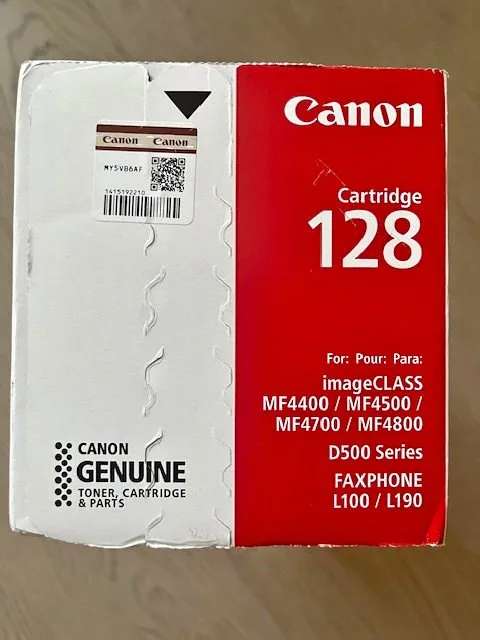 Canon Canon
MY5VB6AF
1415192210
CANON
GENUINE
TONER, CARTRIDGE
& PARTS
Canon
Cartridge
128
For: Pour: Para:
imageCLASS
MF4400 / MF4500 /
MF4700 / MF4800
D500 Series
FAXPHONE
L100 / L190